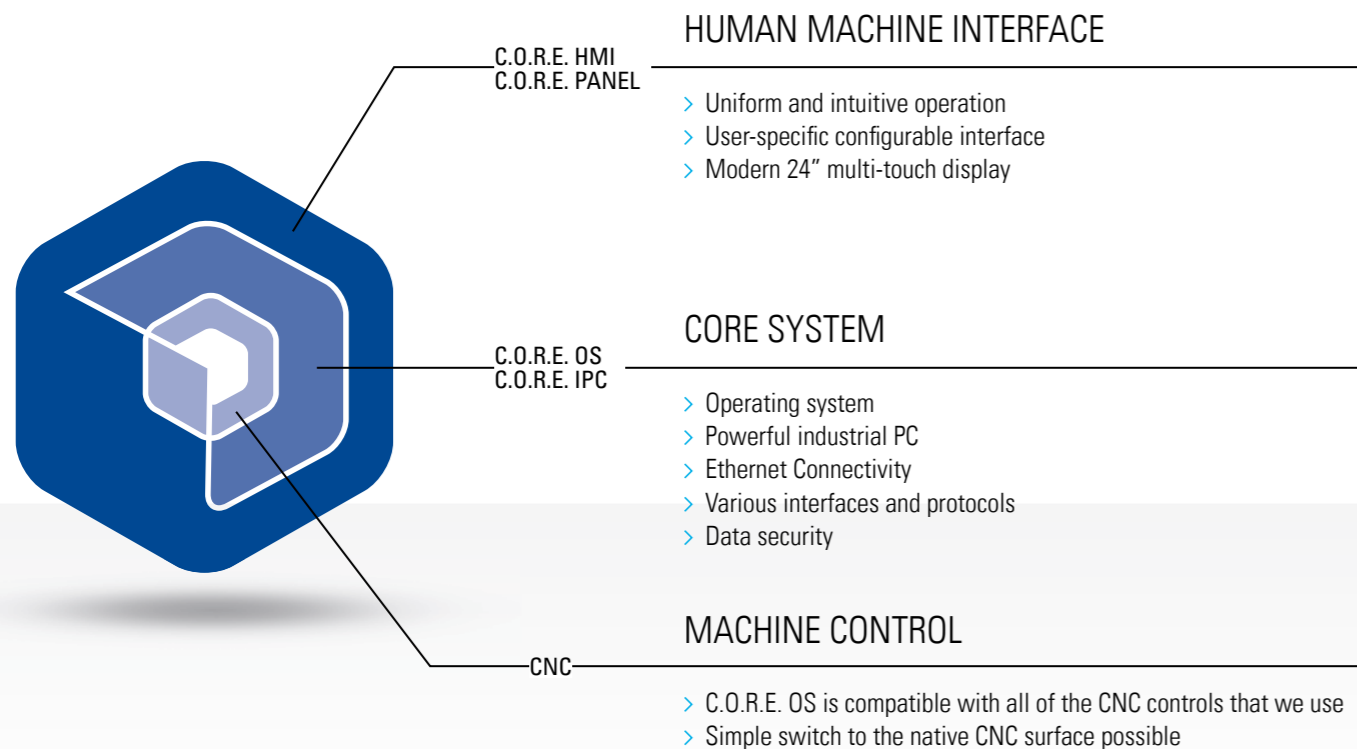 HUMAN MACHINE INTERFACE
C.O.R.E. HMI
C.O.R.E. PANEL
> Uniform and intuitive operation
> User-specific configurable interface
> Modern 24” multi-touch display
CORE SYSTEM
C.O.R.E. OS
C.O.R.E. IPC
> Operating system
> Powerful industrial PC
> Ethernet Connectivity
> Various interfaces and protocols
> Data security
MACHINE CONTROL
CNC
> C.O.R.E. OS is compatible with all of the CNC controls that we use
> Simple switch to the native CNC surface possible